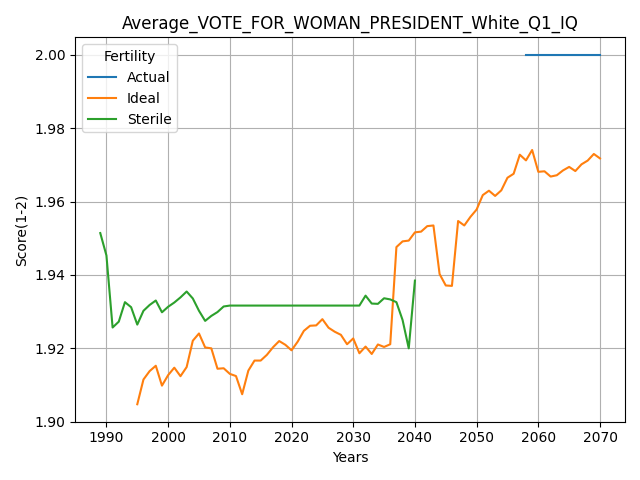 Average_VOTE_FOR_WOMAN_PRESIDENT_White_Q1_IQ
Fertility
Actual
Ideal
Sterile
Score(1-2)
2.00
1.98
1.96
1.94
1.92
1.90
1990 2000 2010 2020 2030 2040 2050 2060 2070
Years